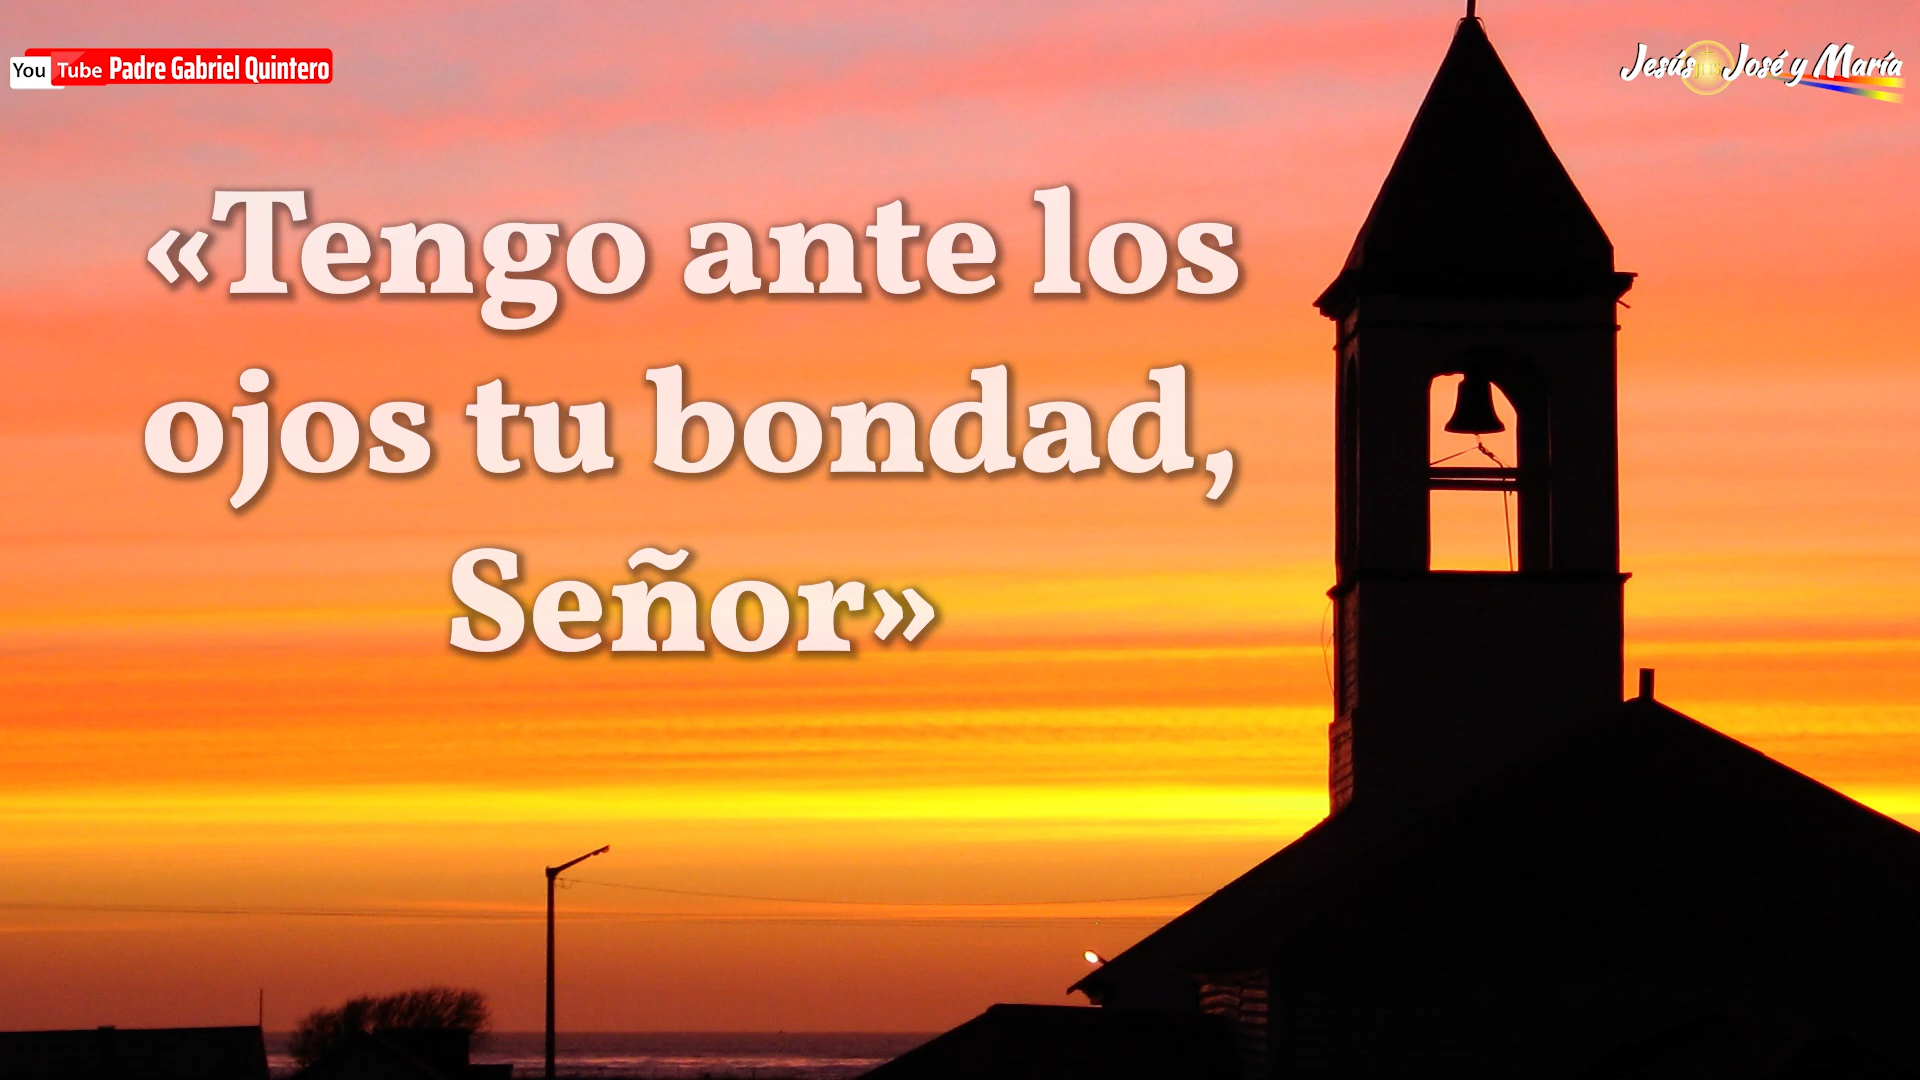 You Tube Padre Gabriel Quintero
Jesús José y María
«Tengo ante los
ojos tu bondad,
Señor»